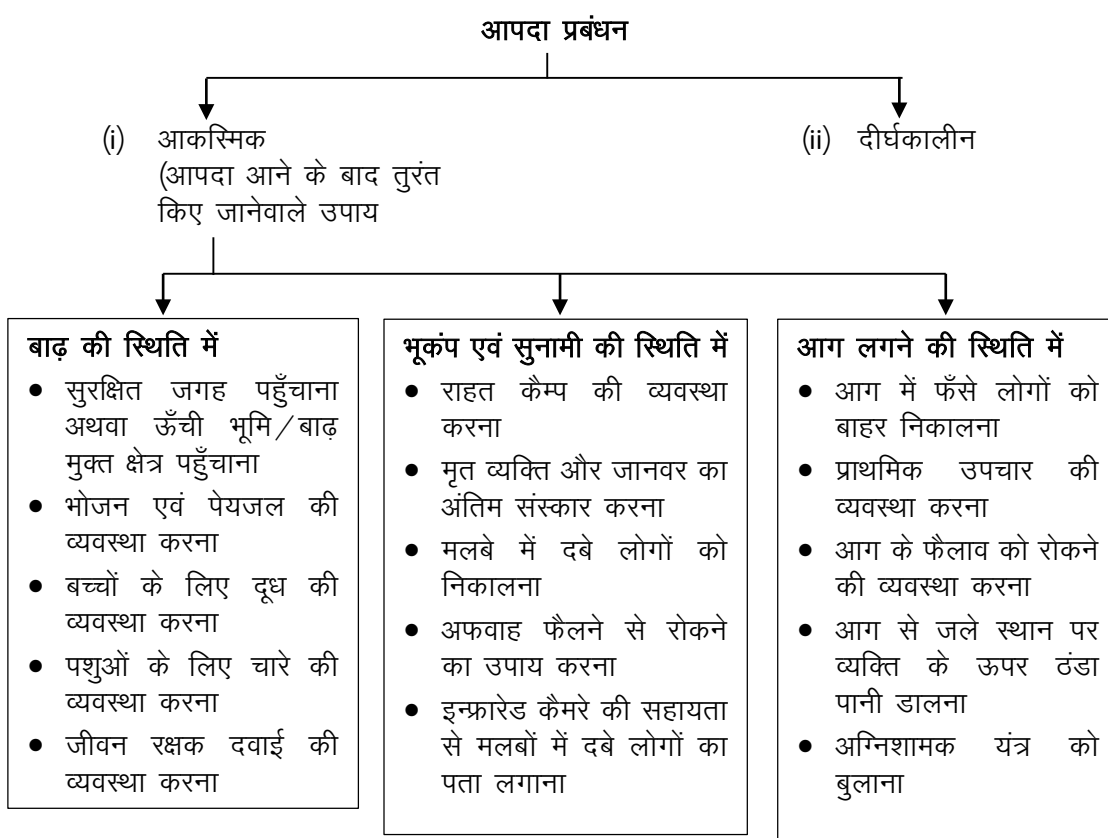 आपदा प्रबंधन
(i) आकस्मिक
(आपदा आने के बाद तुरंत
किए जानेवाले उपाय
(ii) दीर्घकालीन
बाढ़ की स्थिति में
● सुरक्षित जगह पहुँचाना
अथवा ऊँची भूमि/बाढ़
मुक्त क्षेत्र पहुँचाना
● भोजन एवं पेयजल की
व्यवस्था करना
● बच्चों के लिए दूध की
व्यवस्था करना
● पशुओं के लिए चारे की
व्यवस्था करना
● जीवन रक्षक दवाई की
व्यवस्था करना
भूकंप एवं सुनामी की स्थिति में
● राहत कैम्प की व्यवस्था
करना
● मृत व्यक्ति और जानवर का
अंतिम संस्कार करना
● मलबे में दबे लोगों को
निकालना
● अफवाह फैलने से रोकने
का उपाय करना
● इन्फ्रारेड कैमरे की सहायता
से मलबों में दबे लोगों का
पता लगाना
आग लगने की स्थिति में
● आग में फँसे लोगों को
बाहर निकालना
● प्राथमिक उपचार की
व्यवस्था करना
● आग के फैलाव को रोकने
की व्यवस्था करना
● आग से जले स्थान पर
व्यक्ति के ऊपर ठंडा
पानी डालना
● अग्निशामक यंत्र को
बुलाना